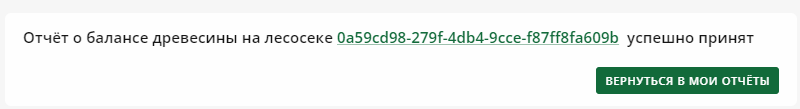 Отчёт о балансе древесины на лесосеке 0a59cd98-279f-4db4-9cce-f87ff8fa609b успешно принят
ВЕРНУТЬСЯ В МОИ ОТЧЁТЫ